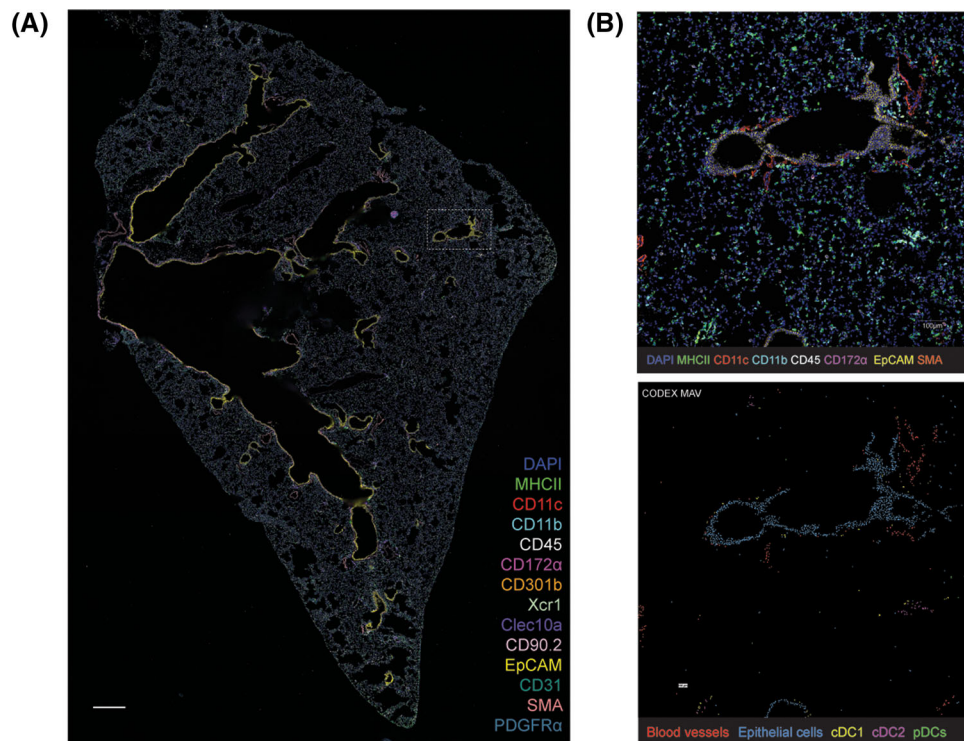 (A)
DAPI
MHCII
CD11c
CD11b
CD45
CD172α
CD301b
Xcr1
Clec10a
CD90.2
EpCAM
CD31
SMA
PDGFRα
(B)
100µm
DAPI MHCII CD11c CD11b CD45 CD172α EpCAM SMA
CODEX MAV
Blood vessels Epithelial cells cDC1 cDC2 pDCs